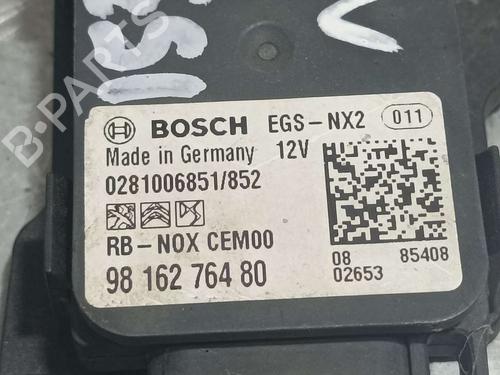 BOSCH EGS-NX2 011
Made in Germany 12V
0281006851/852
RB-NOX CEM00
98 162 764 80
08 85408
02653
B-PARTS